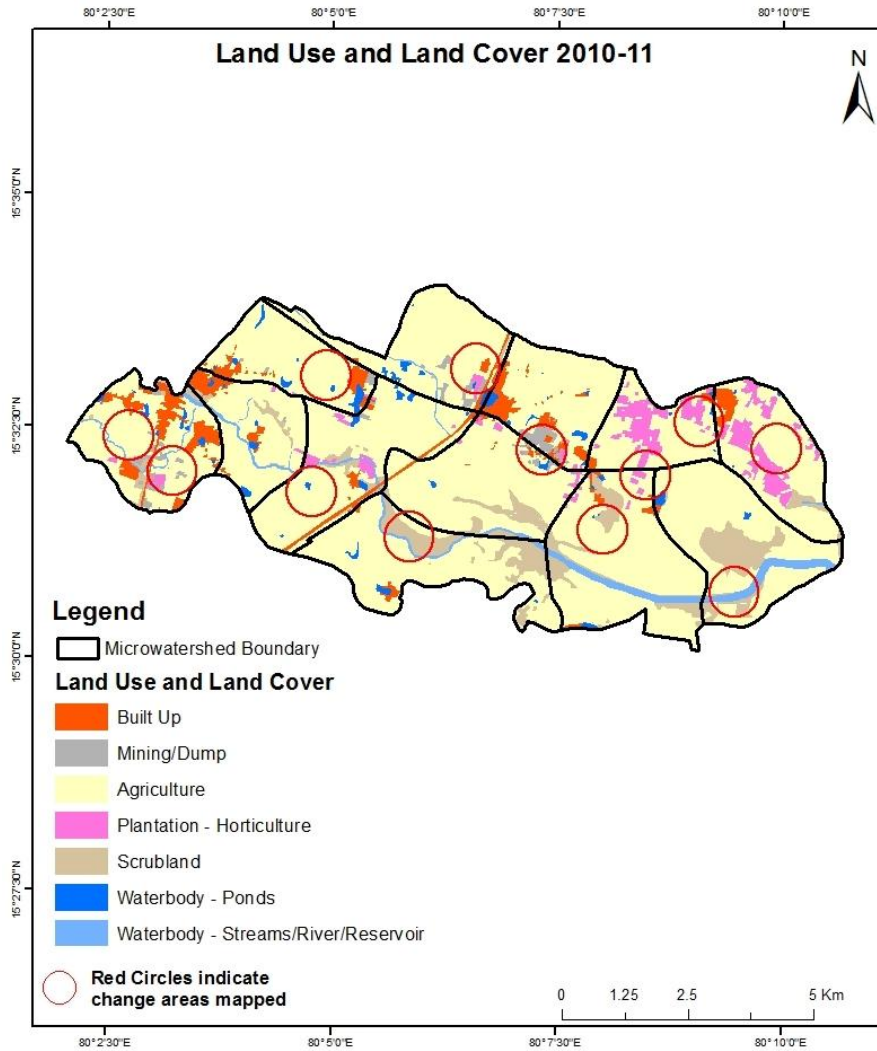 80°2'30"E 80°5'0"E 80°7'30"E 80°10'0"E
Land Use and Land Cover 2010-11
N
15°35'0"N
15°32'30"N
15°30'0"N
15°27'30"N
Legend
Microwatershed Boundary
Land Use and Land Cover
Built Up
Mining/Dump
Agriculture
Plantation - Horticulture
Scrubland
Waterbody - Ponds
Waterbody - Streams/River/Reservoir
Red Circles indicate
change areas mapped
0 1.25 2.5 5 Km
80°2'30"E 80°5'0"E 80°7'30"E 80°10'0"E